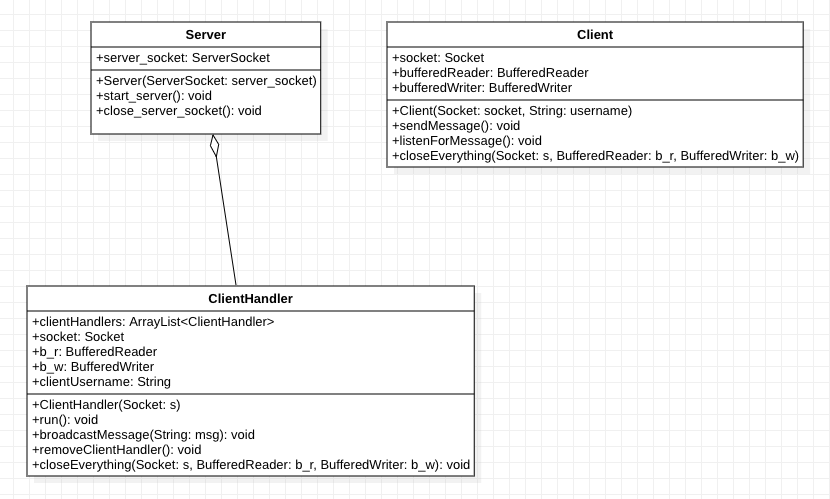 Server
+server_socket: ServerSocket
+Server(ServerSocket: server_socket)
+start_server(): void
+close_server_socket(): void
Client
+socket: Socket
+bufferedReader: BufferedReader
+bufferedWriter: BufferedWriter
+Client(Socket: socket, String: username)
+sendMessage(): void
+listenForMessage(): void
+closeEverything(Socket: s, BufferedReader: b_r, BufferedWriter: b_w)
ClientHandler
+clientHandlers: ArrayList<ClientHandler>
+socket: Socket
+b_r: BufferedReader
+b_w: BufferedWriter
+clientUsername: String
+ClientHandler(Socket: s)
+run(): void
+broadcastMessage(String: msg): void
+removeClientHandler(): void
+closeEverything(Socket: s, BufferedReader: b_r, BufferedWriter: b_w): void